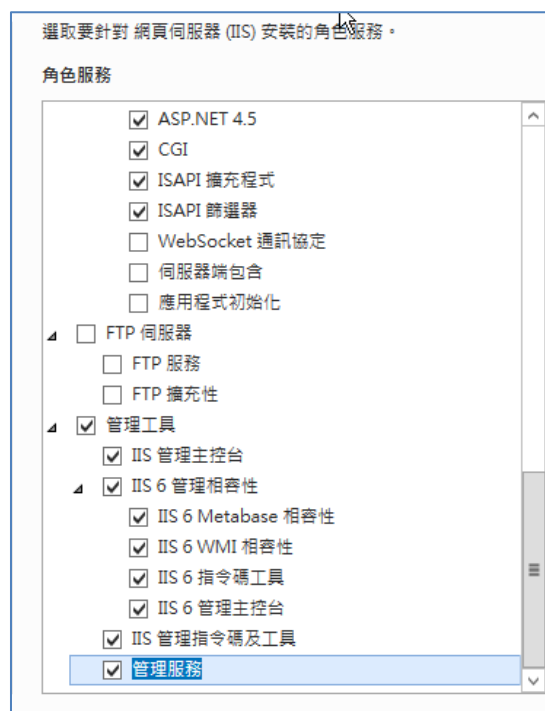 選取要針對 網頁伺服器 (IIS) 安裝的角色服務。
角色服務
ASP.NET 4.5
CGI
ISAPI 擴充程式
ISAPI 篩選器
WebSocket 通訊協定
伺服器端包含
應用程式初始化
FTP 伺服器
FTP 服務
FTP 擴充性
管理工具
IIS 管理主控台
IIS 6 管理相容性
IIS 6 Metabase 相容性
IIS 6 WMI 相容性
IIS 6 指令碼工具
IIS 6 管理主控台
IIS 管理指令碼及工具
管理服務